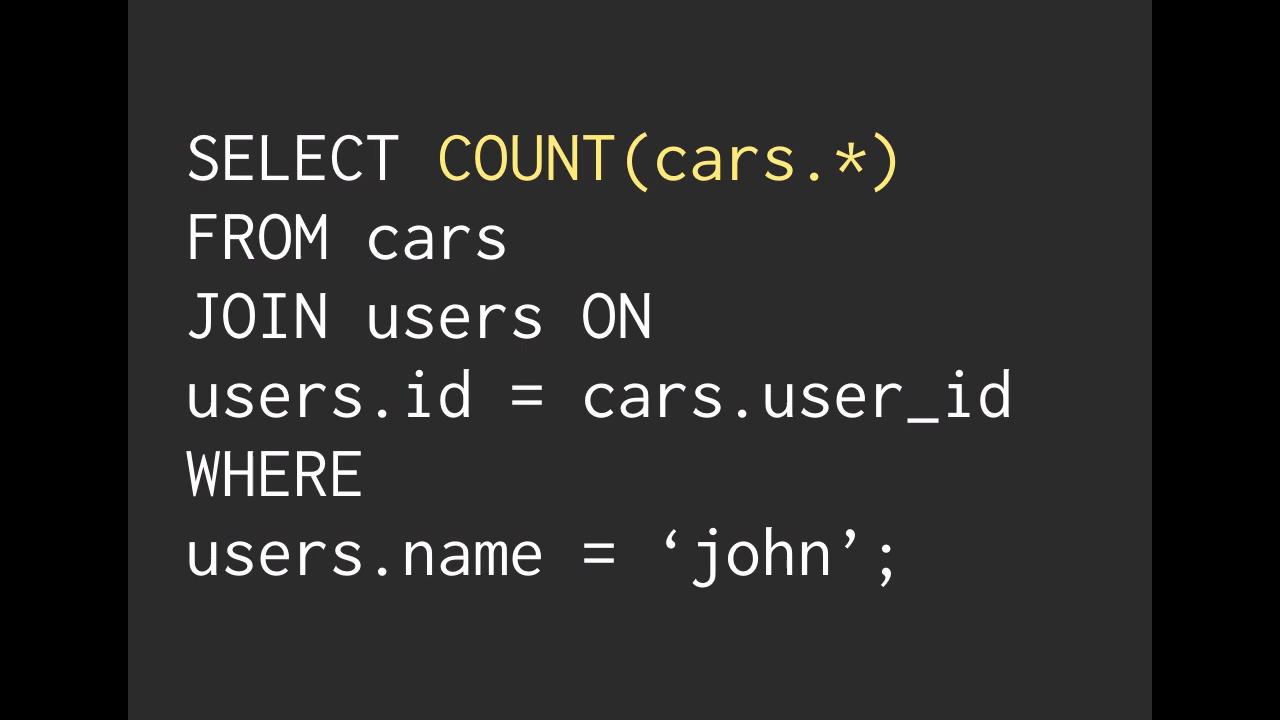 SELECT COUNT(cars.*)
FROM cars
JOIN users ON
users.id = cars.user_id
WHERE
users.name = ‘john’;